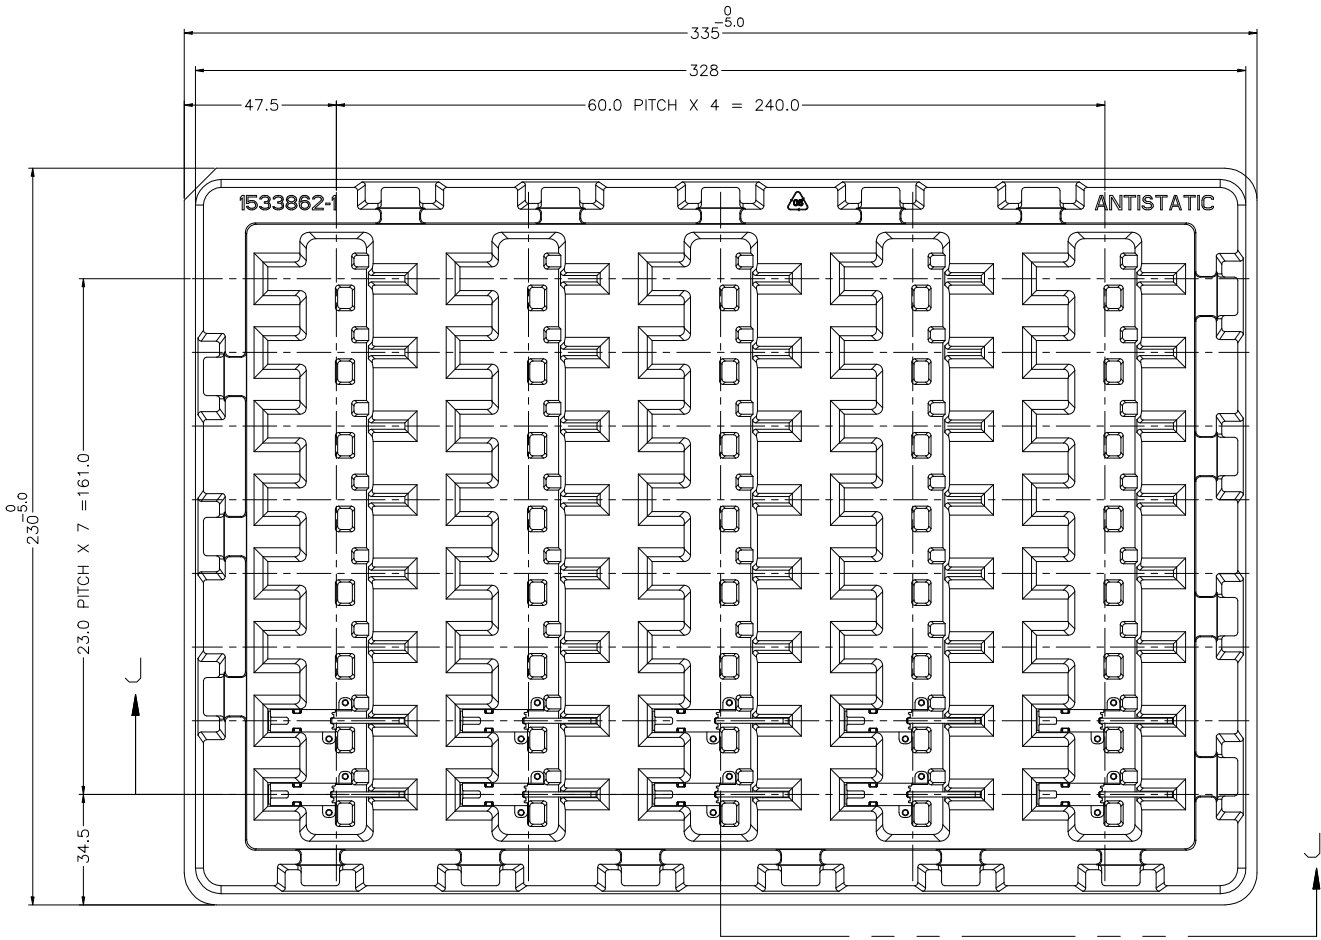 0
335 -5.0
328
47.5
60.0 PITCH X 4 = 240.0
1533862-1
ANTISTATIC
0
230 -5.0
23.0 PITCH X 7 =161.0
34.5
J
J